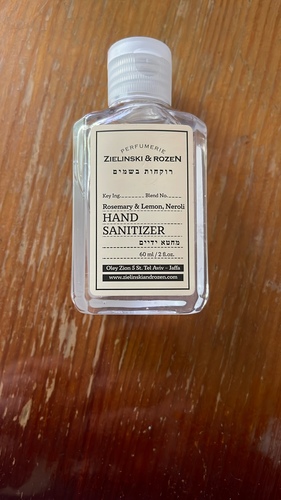 PERFUMERIE
ZIELINSKI & ROZEN
רוקחות בשמים
Key Ing. Blend No.
Rosemary & Lemon, Neroli
HAND
SANITIZER
מחטא ידיים
60 ml / 2 fl.oz.
Oley Zion 5 St. Tel Aviv - Jaffa
www.zielinskiandrozen.com